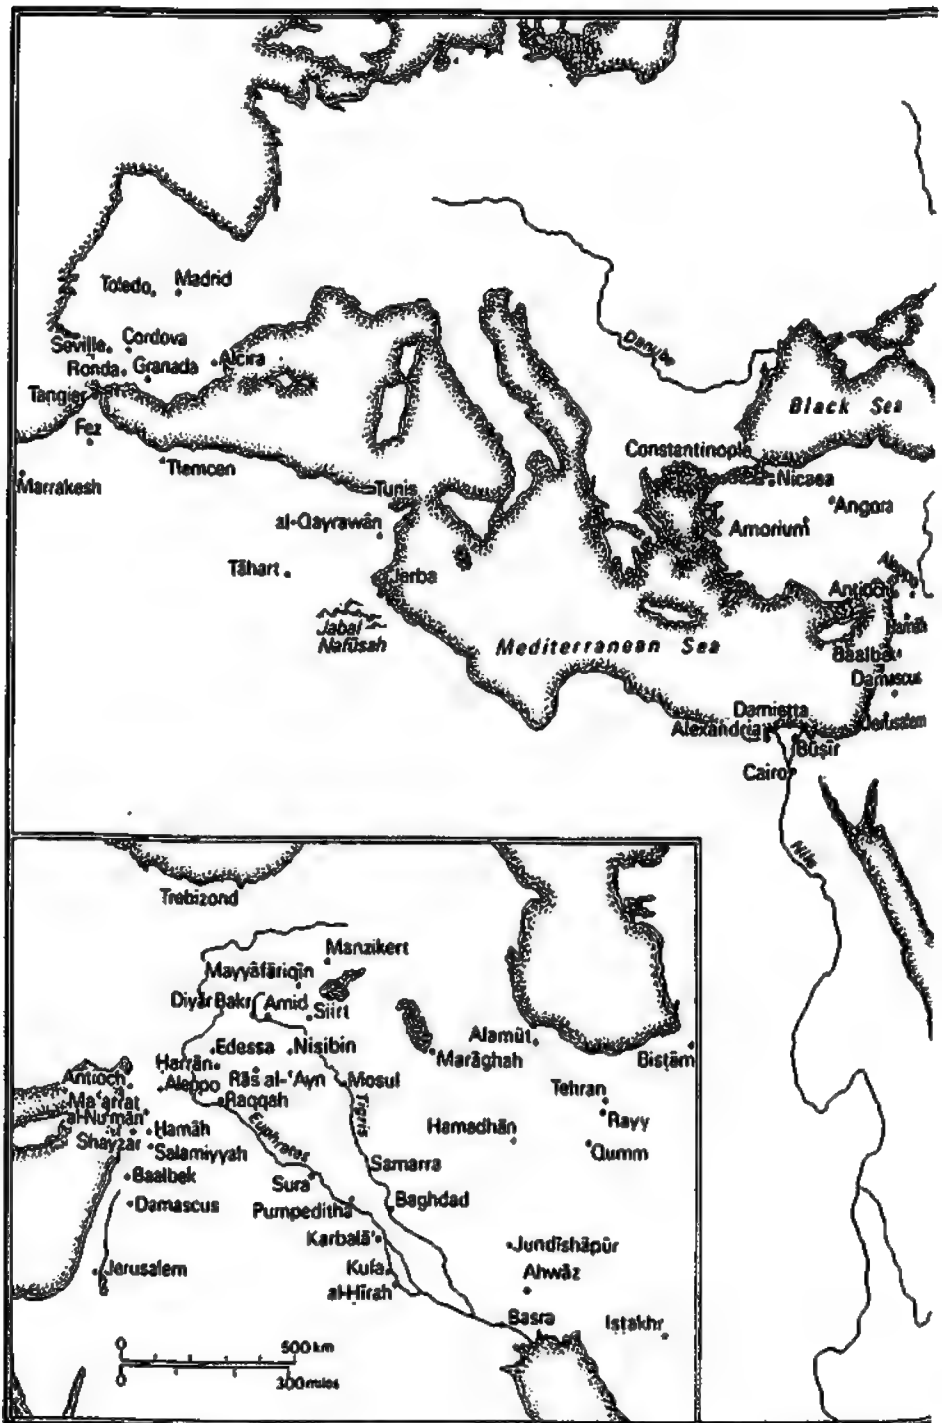 Toledo
Madrid
Seville
Cordova
Ronda
Granada
Alcira
Tangier
Fez
Tlemcen
Marrakesh
Tunis
al-Qayrawān
Tāhart
Jerba
Jabal
Nafūsah
Danube
Black Sea
Constantinople
Nicaea
Angora
Amorium
Aleppo
Antioch
Hamāh
Mediterranean Sea
Baalbek
Damascus
Damietta
Jerusalem
Alexandria
Būṣīr
Cairo
Nile
Trebizond
Manzikert
Mayyāfāriqīn
Diyār Bakr
Amid
Siirt
Alamūt
Edessa
Nisibin
Marāghah
Bisṭām
Harrān
Antioch
Aleppo
Rās al-'Ayn
Mosul
Tehran
Ma'arrat
al-Nu'mān
Raqqah
Tigris
Rayy
Hamāh
Euphrates
Hamadhān
Shayzar
Qumm
Salamiyyah
Samarra
Baalbek
Sura
Damascus
Pumpeditha
Baghdad
Karbalā'
Jundīshāpūr
Jerusalem
Kufa
Ahwāz
al-Hīrah
Basra
Istakhr
0 500 km
0 300 miles